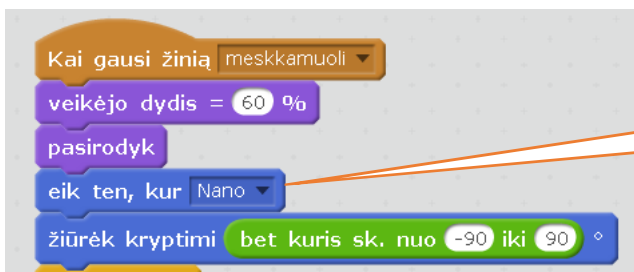 Kai gausi žinią meskkamuoli
veikėjo dydis = 60 %
pasirodyk
eik ten, kur Nano
žiūrėk kryptimi bet kuris sk. nuo -90 iki 90 °